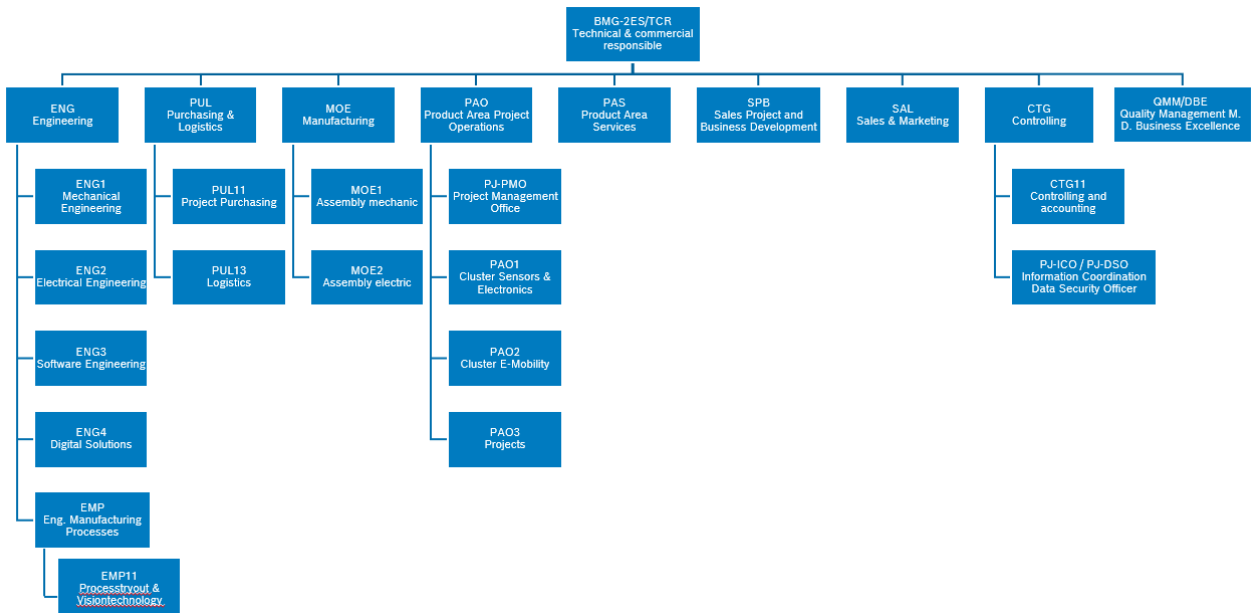 BMG-2ES/TCR
Technical & commercial
responsible
ENG
Engineering
PUL
Purchasing &
Logistics
MOE
Manufacturing
PAO
Product Area Project
Operations
PAS
Product Area
Services
SPB
Sales Project and
Business Development
SAL
Sales & Marketing
CTG
Controlling
QMM/DBE
Quality Management M.
D. Business Excellence
ENG1
Mechanical
Engineering
PUL11
Project Purchasing
MOE1
Assembly mechanic
PJ-PMO
Project Management
Office
CTG11
Controlling and
accounting
ENG2
Electrical Engineering
PUL13
Logistics
MOE2
Assembly electric
PAO1
Cluster Sensors &
Electronics
PJ-ICO / PJ-DSO
Information Coordination
Data Security Officer
ENG3
Software Engineering
PAO2
Cluster E-Mobility
ENG4
Digital Solutions
PAO3
Projects
EMP
Eng. Manufacturing
Processes
EMP11
Processtryout &
Visiontechnology